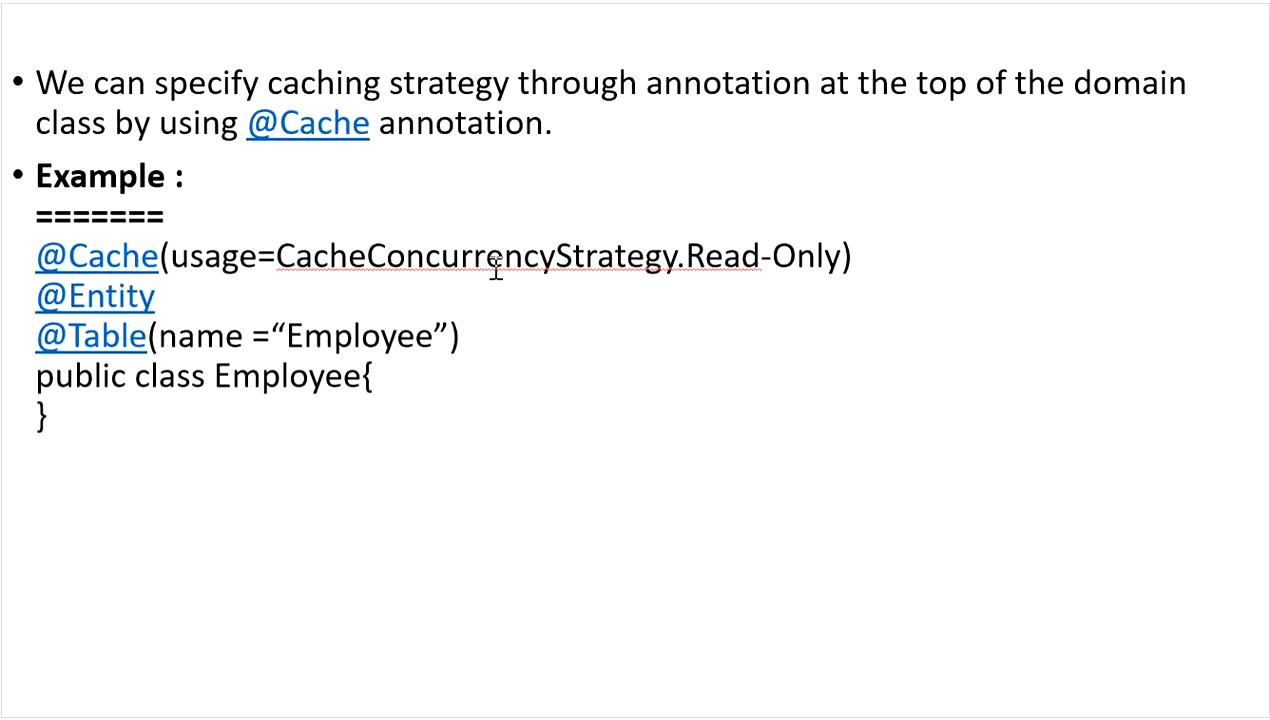 • We can specify caching strategy through annotation at the top of the domain
class by using @Cache annotation.
• Example :
=======
@Cache(usage=CacheConcurrencyStrategy.Read-Only)
@Entity
@Table(name =“Employee”)
public class Employee{
}